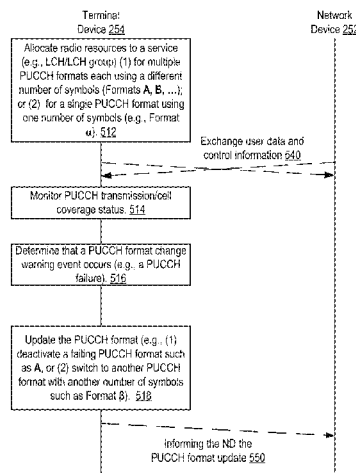 Terminal
Device 254
Network
Device 252
Allocate radio resources to a service
(e.g., LCH/LCH group) (1) for multiple
PUCCH formats each using a different
number of symbols (Formats A, B, …);
or (2) for a singe PUCCH format using
one number of symbols (e.g., Format
α). 512
Exchange user data and
control information 540
Monitor PUCCH transmission/cell
coverage status. 514
Determine that a PUCCH format change
warning event occurs (e.g., a PUCCH
failure). 516
Update the PUCCH format (e.g., (1)
deactivate a failing PUCCH format such
as A, or (2) switch to another PUCCH
format with another number of symbols
such as Format β). 518
Informing the ND the
PUCCH format update 550